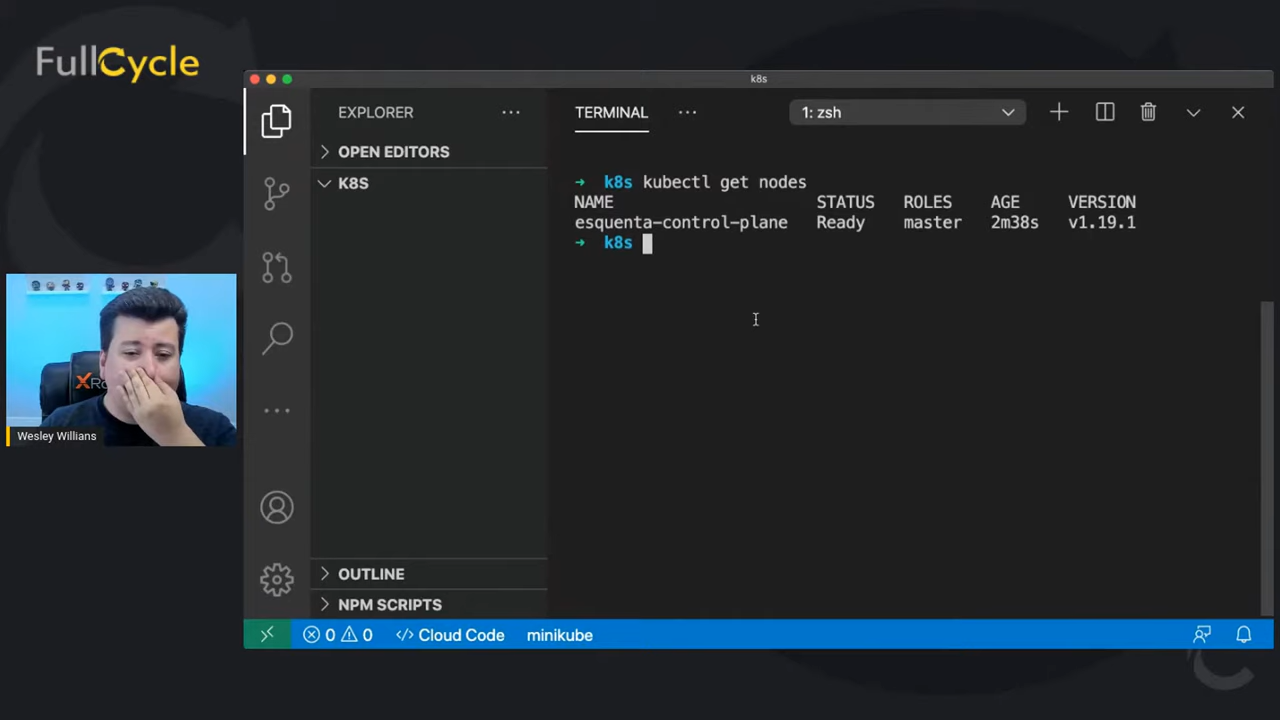 FullCycle
k8s
EXPLORER
TERMINAL
1: zsh
OPEN EDITORS
K8S
➜ k8s kubectl get nodes
NAME STATUS ROLES AGE VERSION
esquenta-control-plane Ready master 2m38s v1.19.1
➜ k8s
Wesley Willians
OUTLINE
NPM SCRIPTS
0 0 Cloud Code minikube